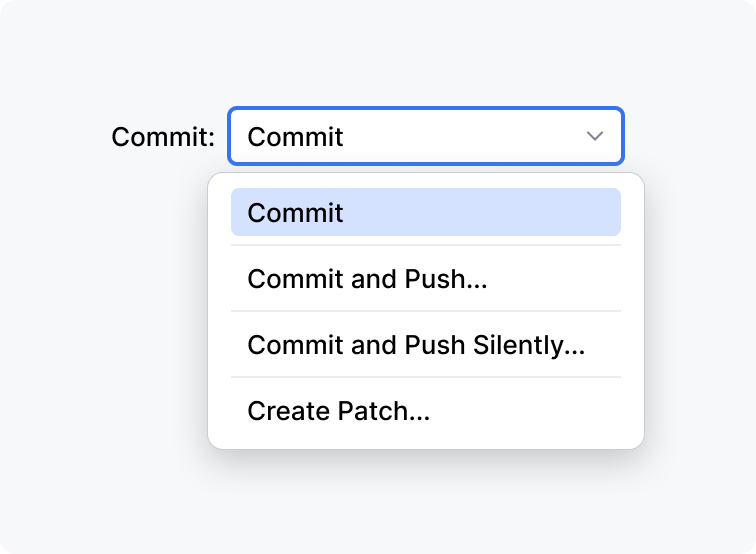 Commit: Commit
Commit
Commit and Push...
Commit and Push Silently...
Create Patch...